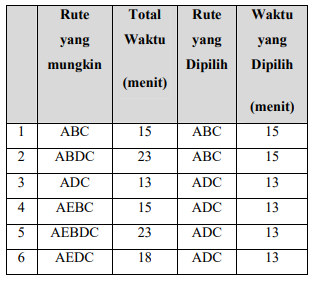 Rute yang mungkin Total Waktu (menit) Rute yang Dipilih Waktu yang Dipilih (menit)
1 ABC 15 ABC 15
2 ABDC 23 ABC 15
3 ADC 13 ADC 13
4 AEBC 15 ADC 13
5 AEBDC 23 ADC 13
6 AEDC 18 ADC 13